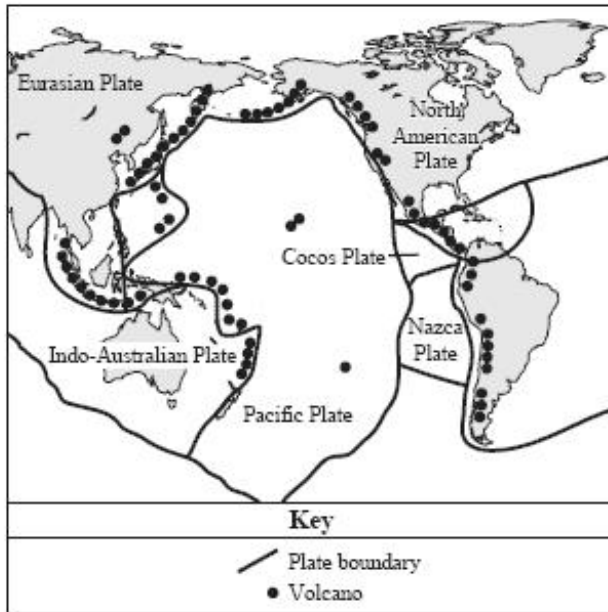 Eurasian Plate
North
American
Plate
Cocos Plate
Nazca
Plate
Indo-Australian Plate
Pacific Plate
Key
Plate boundary
Volcano